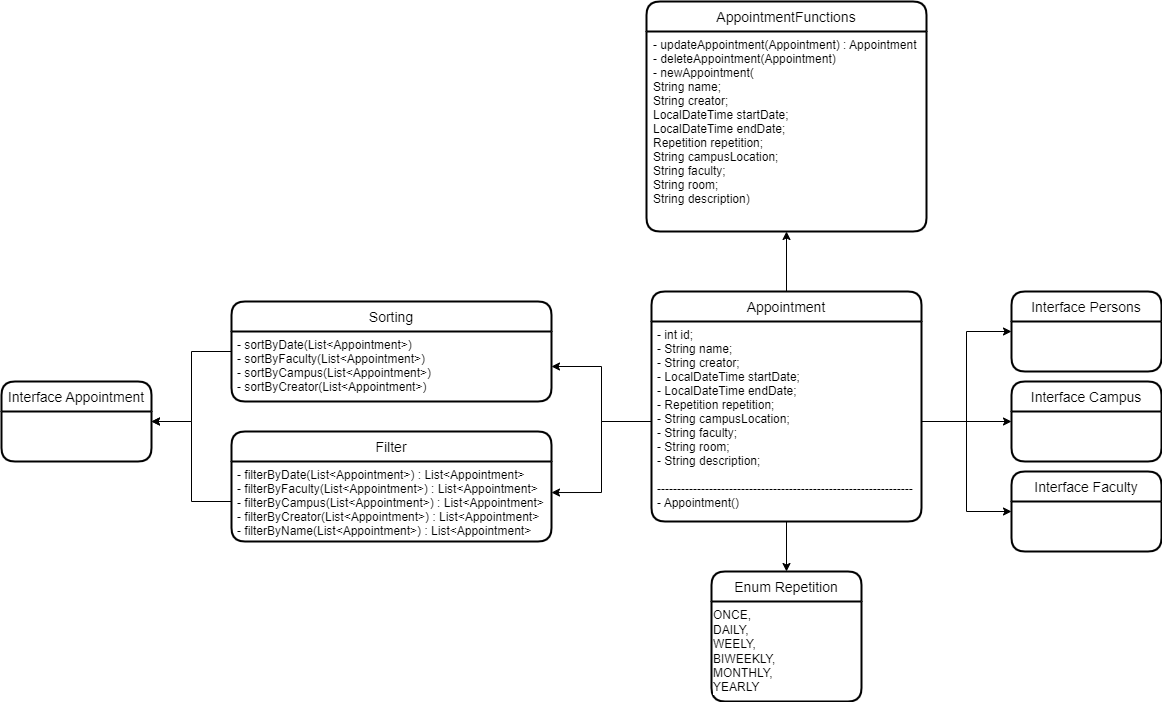 AppointmentFunctions
- updateAppointment(Appointment) : Appointment
- deleteAppointment(Appointment)
- newAppointment(
String name;
String creator;
LocalDateTime startDate;
LocalDateTime endDate;
Repetition repetition;
String campusLocation;
String faculty;
String room;
String description)
Interface Appointment
Sorting
- sortByDate(List<Appointment>)
- sortByFaculty(List<Appointment>)
- sortByCampus(List<Appointment>)
- sortByCreator(List<Appointment>)
Filter
- filterByDate(List<Appointment>) : List<Appointment>
- filterByFaculty(List<Appointment>) : List<Appointment>
- filterByCampus(List<Appointment>) : List<Appointment>
- filterByCreator(List<Appointment>) : List<Appointment>
- filterByName(List<Appointment>) : List<Appointment>
Appointment
- int id;
- String name;
- String creator;
- LocalDateTime startDate;
- LocalDateTime endDate;
- Repetition repetition;
- String campusLocation;
- String faculty;
- String room;
- String description;
----------------------------------------------------------------
- Appointment()
Interface Persons
Interface Campus
Interface Faculty
Enum Repetition
ONCE,
DAILY,
WEELY,
BIWEEKLY,
MONTHLY,
YEARLY